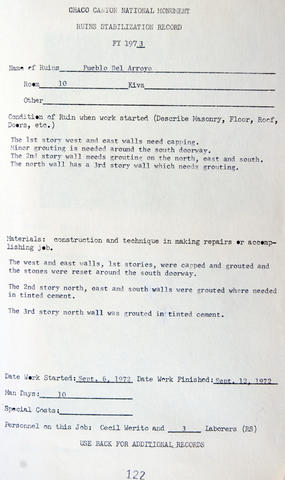 CHACO CANYON NATIONAL MONUMENT
RUINS STABILIZATION RECORD
FY 1973
Name of Ruins Pueblo Del Arroyo
Room 10 Kiva
Other
Condition of Ruin when work started (Describe Masonry, Floor, Roof,
Doors, etc.)
The 1st story west and east walls need capping.
Minor grouting is needed around the south doorway.
The 2nd story wall needs grouting on the north, east and south.
The north wall has a 3rd story wall which needs grouting.
Materials: construction and technique in making repairs or accomp-
lishing job.
The west and east walls, 1st stories, were capped and grouted and
the stones were reset around the south doorway.
The 2nd story north, east and south walls were grouted where needed
in tinted cement.
The 3rd story north wall was grouted in tinted cement.
Date Work Started: Sept. 6, 1972 Date Work Finished: Sept. 12, 1972
Man Days: 10
Special Costs:
Personnel on this Job: Cecil Werito and 3 Laborers (RS)
USE BACK FOR ADDITIONAL RECORDS
122